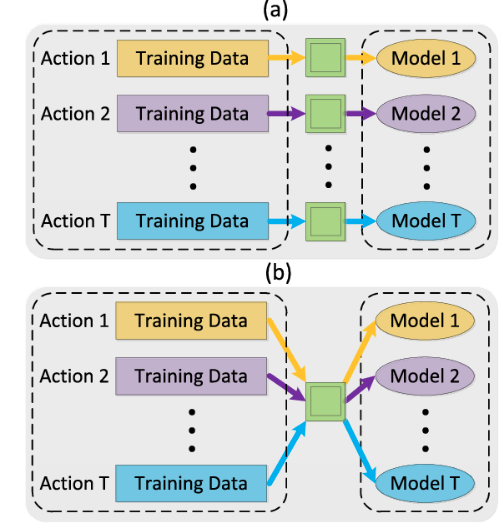 (a)
Action 1 Training Data Model 1
Action 2 Training Data Model 2
Action T Training Data Model T
(b)
Action 1 Training Data Model 1
Action 2 Training Data Model 2
Action T Training Data Model T